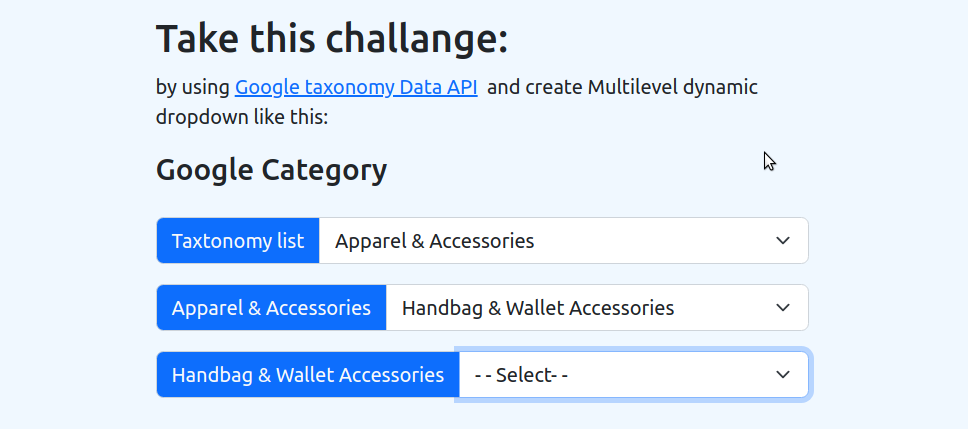 Take this challange:
by using Google taxonomy Data API and create Multilevel dynamic
dropdown like this:
Google Category
Taxtonomy list Apparel & Accessories
Apparel & Accessories Handbag & Wallet Accessories
Handbag & Wallet Accessories - - Select- -